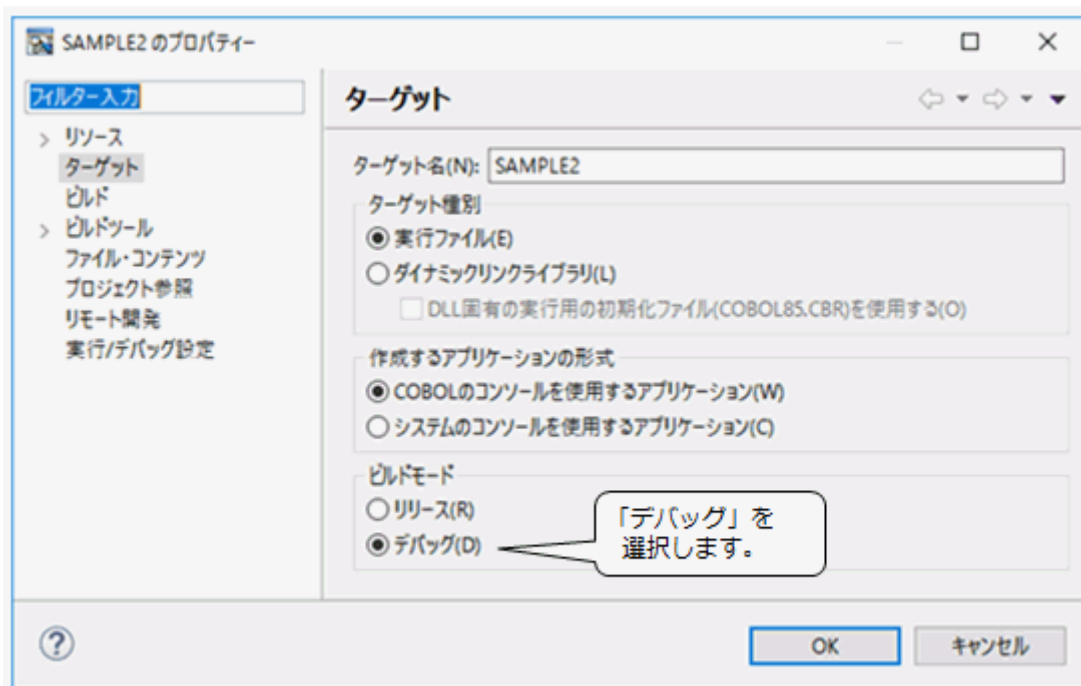 SAMPLE2 のプロパティー
フィルター入力
リソース
ターゲット
ビルド
ビルドツール
ファイル・コンテンツ
プロジェクト参照
リモート開発
実行/デバッグ設定
ターゲット
ターゲット名(N): SAMPLE2
ターゲット種別
実行ファイル(E)
ダイナミックリンクライブラリ(L)
DLL固有の実行用の初期化ファイル(COBOL85.CBR)を使用する(O)
作成するアプリケーションの形式
COBOLのコンソールを使用するアプリケーション(W)
システムのコンソールを使用するアプリケーション(C)
ビルドモード
リリース(R)
デバッグ(D)
「デバッグ」を
選択します。
OK
キャンセル